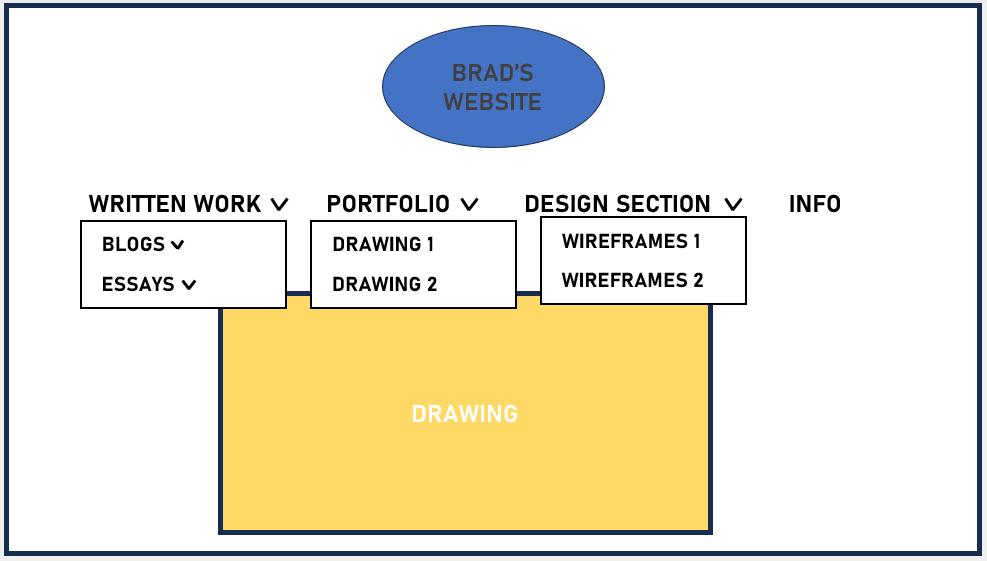 BRAD'S
WEBSITE
WRITTEN WORK PORTFOLIO DESIGN SECTION INFO
BLOGS
ESSAYS
DRAWING 1
DRAWING 2
WIREFRAMES 1
WIREFRAMES 2
DRAWING